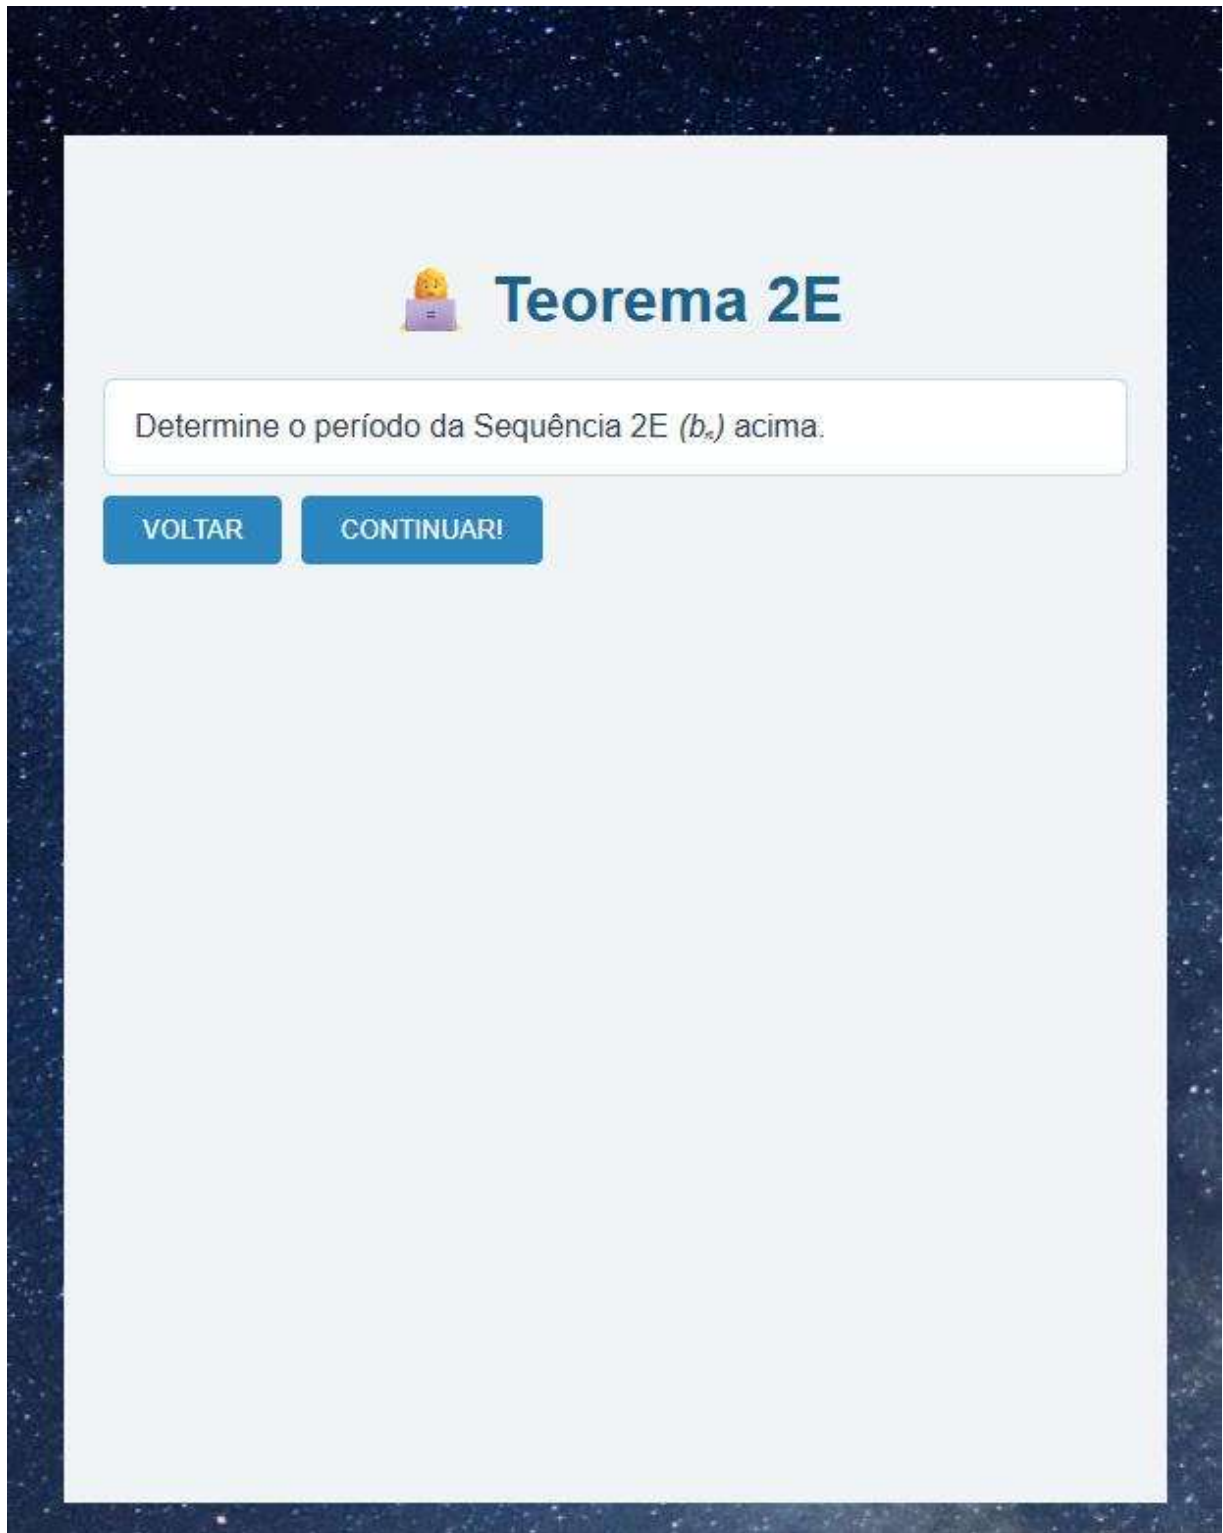 Teorema 2E
Determine o período da Sequência 2E (bₙ) acima.
VOLTAR CONTINUAR!